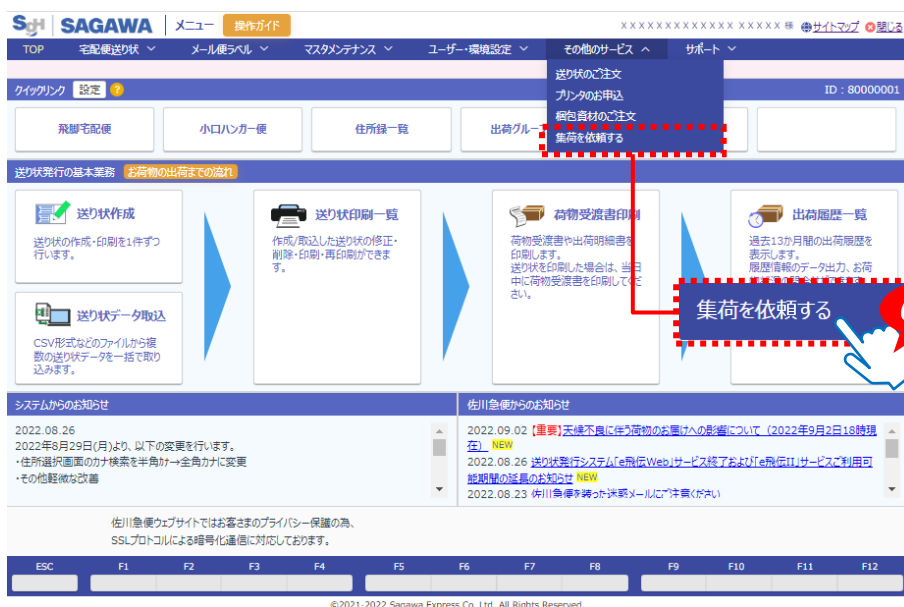 SgH SAGAWA メニュー 操作ガイド XXXXXXXXXXXXX XXXXX 様 サイトマップ 閉じる
TOP 宅配便送り状 メール便ラベル マスタメンテナンス ユーザー・環境設定 その他のサービス サポート
送り状のご注文
プリンタのお申込
梱包資材のご注文
集荷を依頼する
クイックリンク 設定 ? ID : 80000001
飛脚宅配便 小口ハンガー便 住所録一覧 出荷グルー
送り状発行の基本業務 お荷物の出荷までの流れ
送り状作成
送り状の作成・印刷を1件ずつ
行います。
送り状データ取込
CSV形式などのファイルから複
数の送り状データを一括で取り
込みます。
送り状印刷一覧
作成/取込した送り状の修正・
削除・印刷・再印刷ができま
す。
荷物受渡書印刷
荷物受渡書や出荷明細書を
印刷します。
送り状を印刷した場合は、当日
中に荷物受渡書を印刷してくだ
さい。
出荷履歴一覧
過去13か月間の出荷履歴を
表示します。
履歴情報のデータ出力、お荷
集荷を依頼する
システムからのお知らせ
2022.08.26
2022年8月29日(月)より、以下の変更を行います。
・住所選択画面のカナ検索を半角カナ→全角カナに変更
・その他軽微な改善
佐川急便からのお知らせ
2022.09.02 【重要】天候不良に伴う荷物のお届けへの影響について（2022年9月2日18時現
在） NEW
2022.08.26 送り状発行システム「e飛伝Web」サービス終了および「e飛伝II」サービスご利用可
能期間の延長のお知らせ NEW
2022.08.23 佐川急便を装った迷惑メールにご注意ください
佐川急便ウェブサイトではお客さまのプライバシー保護の為、
SSLプロトコルによる暗号化通信に対応しております。
ESC F1 F2 F3 F4 F5 F6 F7 F8 F9 F10 F11 F12
©2021-2022 Sagawa Express Co.,Ltd. All Rights Reserved.